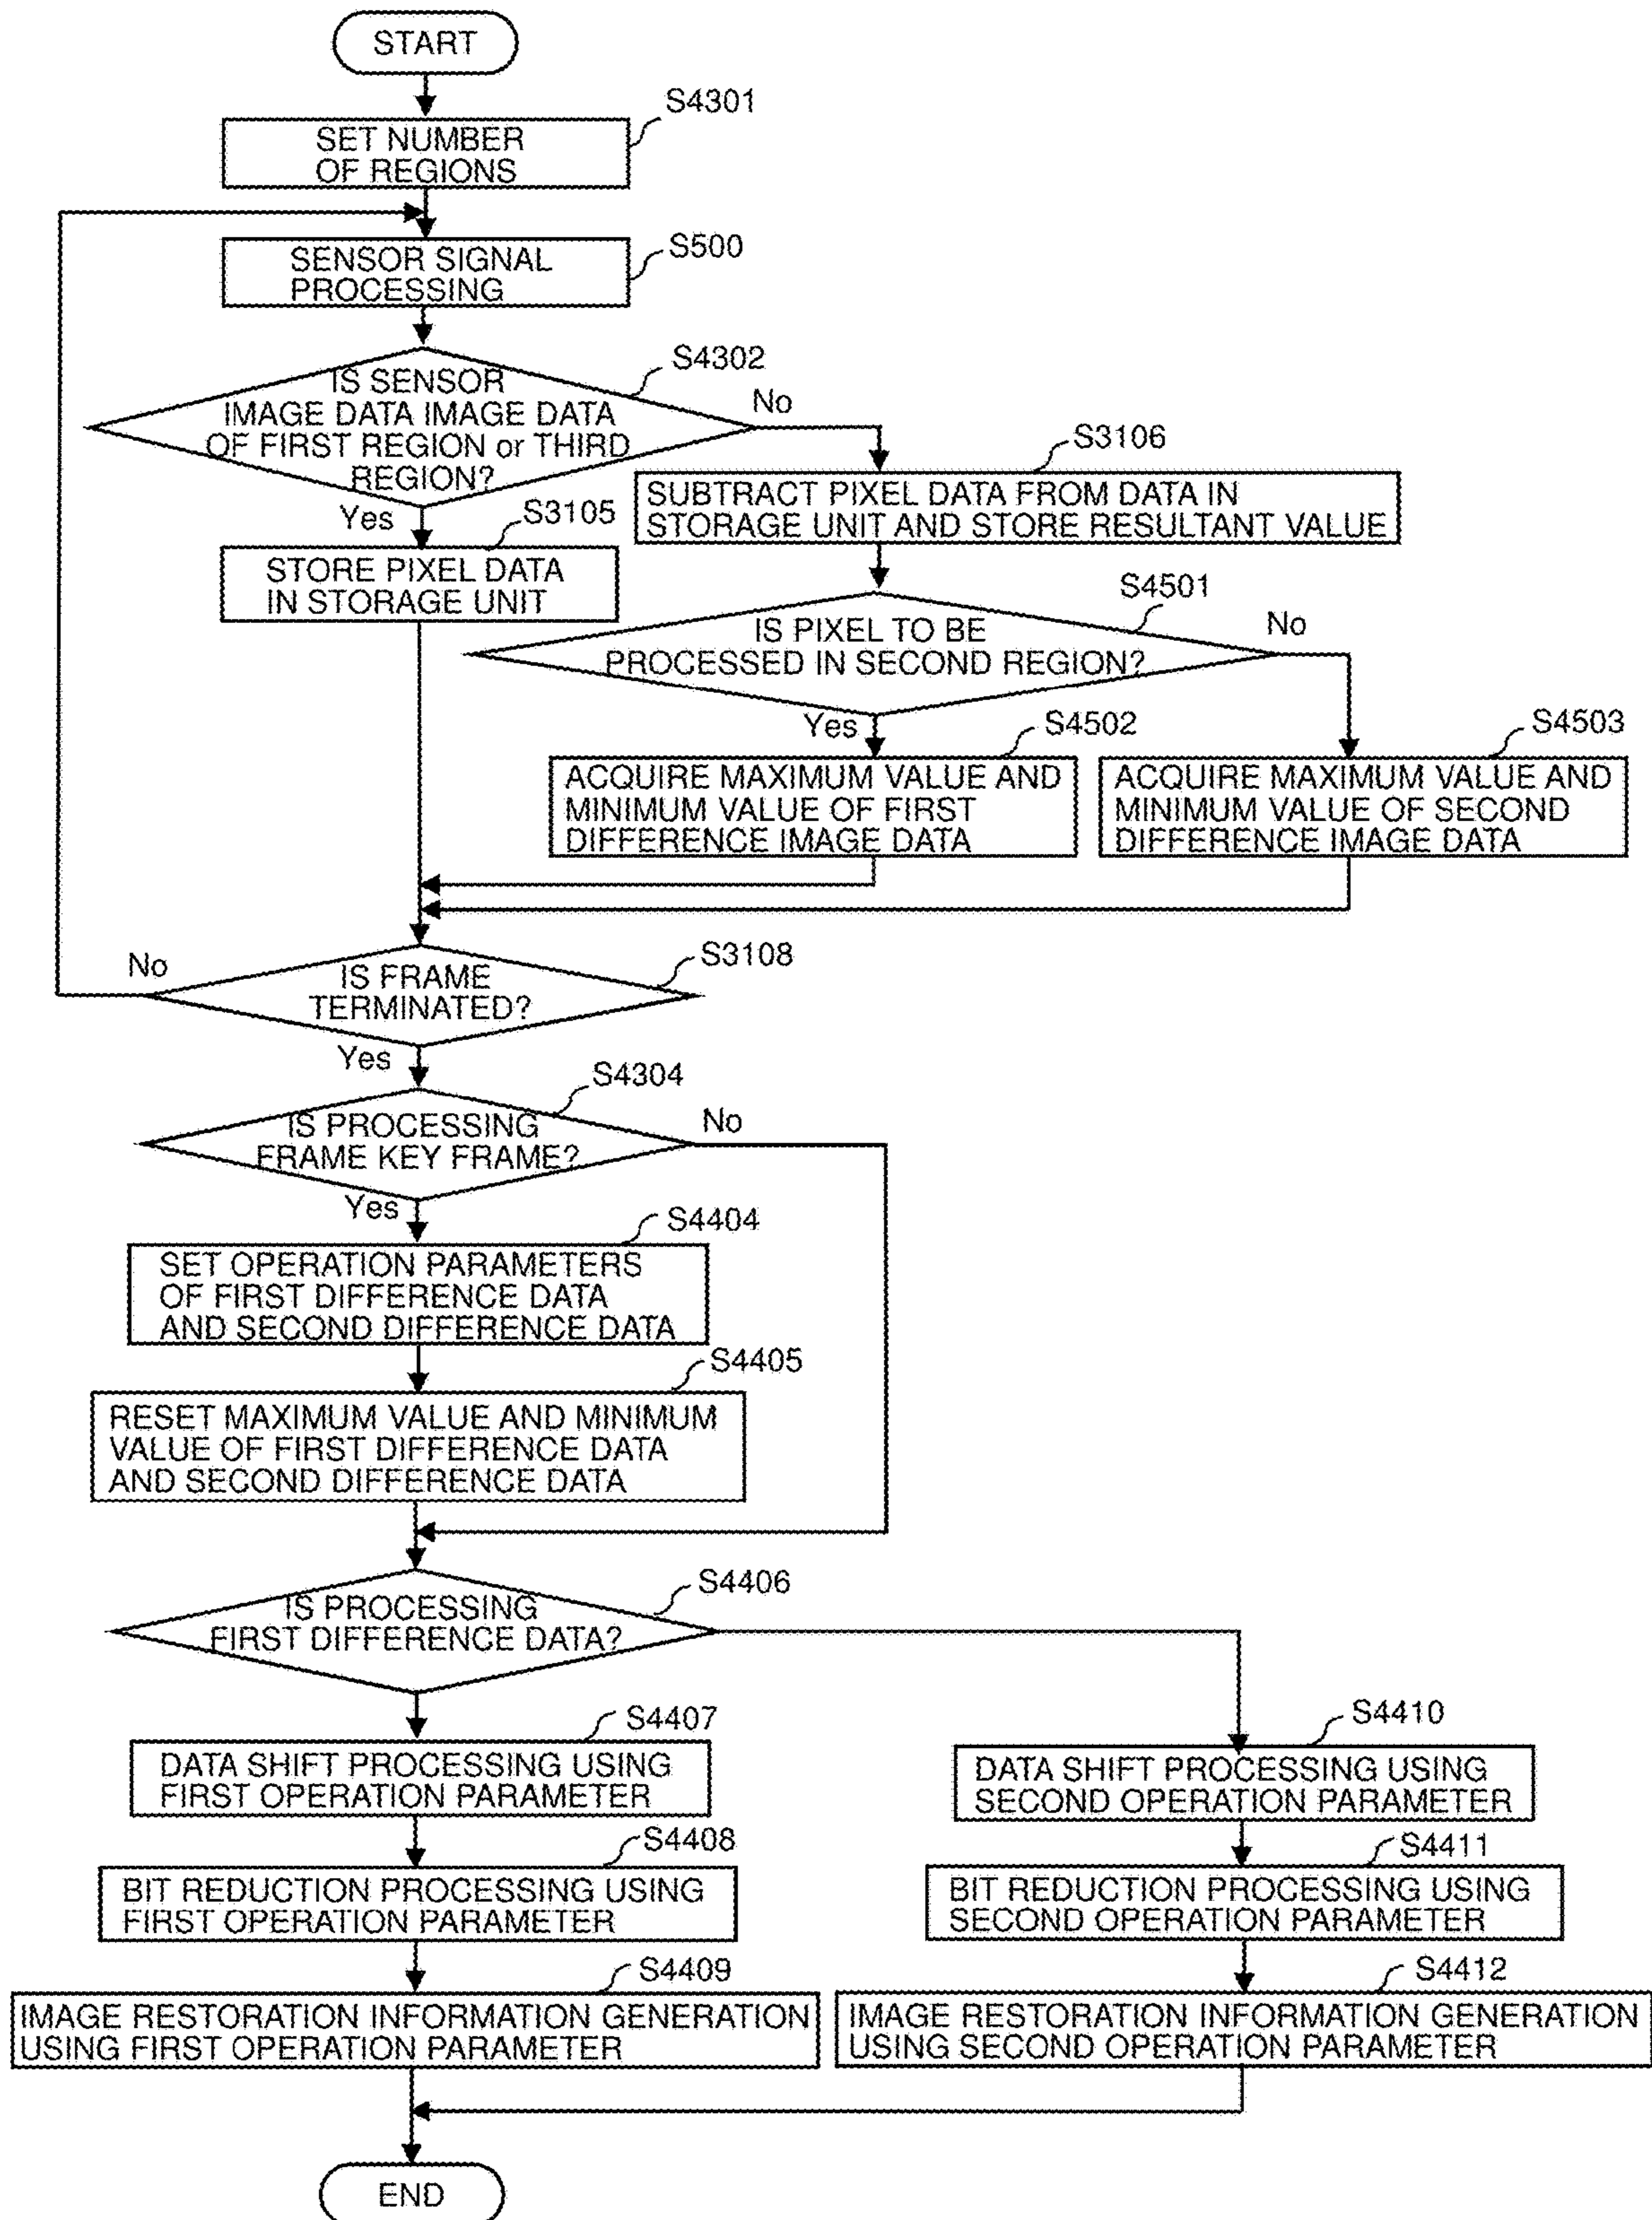 START
S4301
SET NUMBER
OF REGIONS
S500
SENSOR SIGNAL
PROCESSING
S4302
IS SENSOR
IMAGE DATA IMAGE DATA
OF FIRST REGION or THIRD
REGION?
No
Yes
S3106
SUBTRACT PIXEL DATA FROM DATA IN
STORAGE UNIT AND STORE RESULTANT VALUE
S3105
STORE PIXEL DATA
IN STORAGE UNIT
S4501
IS PIXEL TO BE
PROCESSED IN SECOND REGION?
No
Yes
S4502
ACQUIRE MAXIMUM VALUE AND
MINIMUM VALUE OF FIRST
DIFFERENCE IMAGE DATA
S4503
ACQUIRE MAXIMUM VALUE AND
MINIMUM VALUE OF SECOND
DIFFERENCE IMAGE DATA
S3108
No
IS FRAME
TERMINATED?
Yes
S4304
IS PROCESSING
FRAME KEY FRAME?
No
Yes
S4404
SET OPERATION PARAMETERS
OF FIRST DIFFERENCE DATA
AND SECOND DIFFERENCE DATA
S4405
RESET MAXIMUM VALUE AND MINIMUM
VALUE OF FIRST DIFFERENCE DATA
AND SECOND DIFFERENCE DATA
S4406
IS PROCESSING
FIRST DIFFERENCE DATA?
S4407
DATA SHIFT PROCESSING USING
FIRST OPERATION PARAMETER
S4408
BIT REDUCTION PROCESSING USING
FIRST OPERATION PARAMETER
S4409
IMAGE RESTORATION INFORMATION GENERATION
USING FIRST OPERATION PARAMETER
S4410
DATA SHIFT PROCESSING USING
SECOND OPERATION PARAMETER
S4411
BIT REDUCTION PROCESSING USING
SECOND OPERATION PARAMETER
S4412
IMAGE RESTORATION INFORMATION GENERATION
USING SECOND OPERATION PARAMETER
END